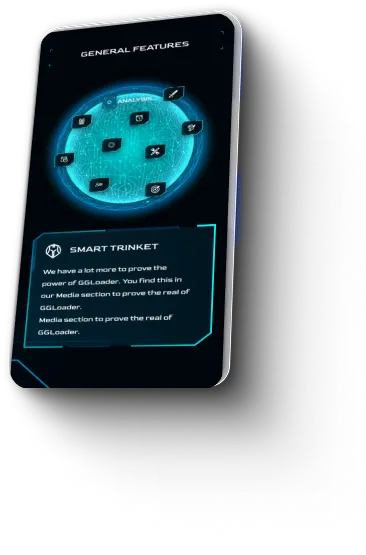 GENERAL FEATURES
ANALYSIS
SMART TRINKET
We have a lot more to prove the
power of GGLoader. You find this in
our Media section to prove the real of
GGLoader.
Media section to prove the real of
GGLoader.